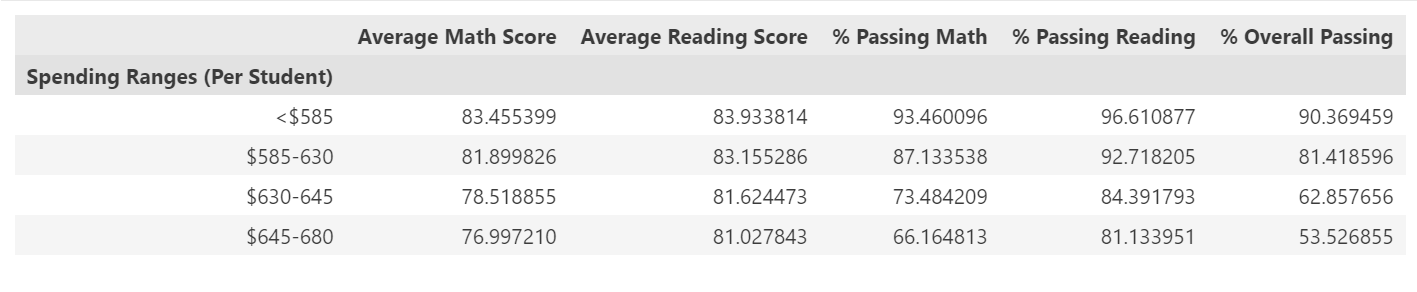 Average Math Score Average Reading Score % Passing Math % Passing Reading % Overall Passing
Spending Ranges (Per Student)
<$585 83.455399 83.933814 93.460096 96.610877 90.369459
$585-630 81.899826 83.155286 87.133538 92.718205 81.418596
$630-645 78.518855 81.624473 73.484209 84.391793 62.857656
$645-680 76.997210 81.027843 66.164813 81.133951 53.526855